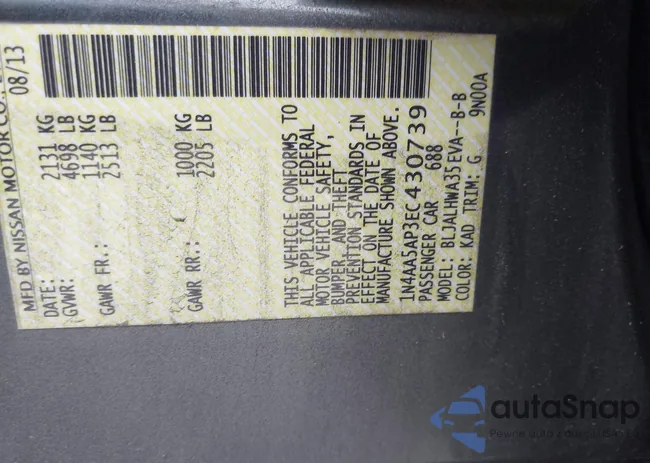 MFD BY NISSAN MOTOR CO.,
DATE: 08/13
GVWR: 2131 KG
4698 LB
GAWR FR.: 1140 KG
2513 LB
GAWR RR.: 1000 KG
2205 LB
THIS VEHICLE CONFORMS TO
ALL APPLICABLE FEDERAL
MOTOR VEHICLE SAFETY,
BUMPER, AND THEFT
PREVENTION STANDARDS IN
EFFECT ON THE DATE OF
MANUFACTURE SHOWN ABOVE.
1N4AA5AP3EC430739
PASSENGER CAR 688
MODEL: BLJALHWA35EVA--B-B
COLOR: KAD TRIM: G 9N00A
autaSnap